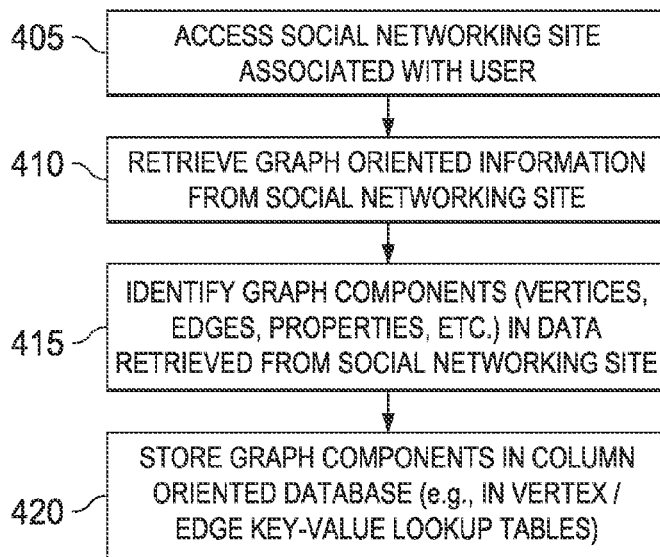 405
ACCESS SOCIAL NETWORKING SITE
ASSOCIATED WITH USER
410
RETRIEVE GRAPH ORIENTED INFORMATION
FROM SOCIAL NETWORKING SITE
415
IDENTIFY GRAPH COMPONENTS (VERTICES,
EDGES, PROPERTIES, ETC.) IN DATA
RETRIEVED FROM SOCIAL NETWORKING SITE
420
STORE GRAPH COMPONENTS IN COLUMN
ORIENTED DATABASE (e.g., IN VERTEX /
EDGE KEY-VALUE LOOKUP TABLES)